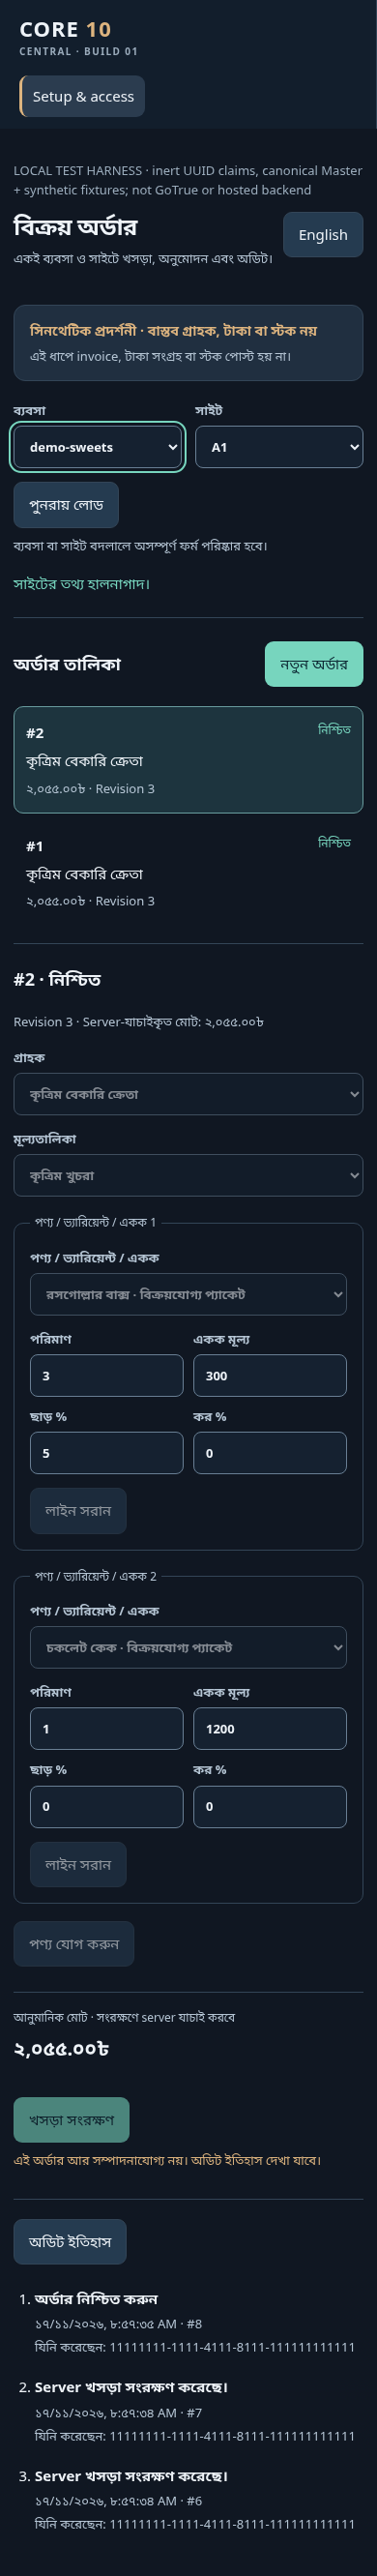 CORE 10
CENTRAL · BUILD 01
Setup & access
LOCAL TEST HARNESS · inert UUID claims, canonical Master
+ synthetic fixtures; not GoTrue or hosted backend
বিক্রয় অর্ডার
English
একই ব্যবসা ও সাইটে খসড়া, অনুমোদন এবং অডিট।
সিনথেটিক প্রদর্শনী · বাস্তব গ্রাহক, টাকা বা স্টক নয়
এই ধাপে invoice, টাকা সংগ্রহ বা স্টক পোস্ট হয় না।
ব্যবসা
সাইট
demo-sweets
A1
পুনরায় লোড
ব্যবসা বা সাইট বদলালে অসম্পূর্ণ ফর্ম পরিষ্কার হবে।
সাইটের তথ্য হালনাগাদ।
অর্ডার তালিকা
নতুন অর্ডার
#2
নিশ্চিত
কৃত্রিম বেকারি ক্রেতা
২,০৫৫.০০৳ · Revision 3
#1
নিশ্চিত
কৃত্রিম বেকারি ক্রেতা
২,০৫৫.০০৳ · Revision 3
#2 · নিশ্চিত
Revision 3 · Server-যাচাইকৃত মোট: ২,০৫৫.০০৳
গ্রাহক
কৃত্রিম বেকারি ক্রেতা
মূল্যতালিকা
কৃত্রিম খুচরা
পণ্য / ভ্যারিয়েন্ট / একক 1
পণ্য / ভ্যারিয়েন্ট / একক
রসগোল্লার বাক্স · বিক্রয়যোগ্য প্যাকেট
পরিমাণ
একক মূল্য
3
300
ছাড় %
কর %
5
0
লাইন সরান
পণ্য / ভ্যারিয়েন্ট / একক 2
পণ্য / ভ্যারিয়েন্ট / একক
চকলেট কেক · বিক্রয়যোগ্য প্যাকেট
পরিমাণ
একক মূল্য
1
1200
ছাড় %
কর %
0
0
লাইন সরান
পণ্য যোগ করুন
আনুমানিক মোট · সংরক্ষণে server যাচাই করবে
২,০৫৫.০০৳
খসড়া সংরক্ষণ
এই অর্ডার আর সম্পাদনাযোগ্য নয়। অডিট ইতিহাস দেখা যাবে।
অডিট ইতিহাস
1. অর্ডার নিশ্চিত করুন
১৭/১১/২০২৬, ৮:৫৭:৩৫ AM · #8
যিনি করেছেন: 11111111-1111-4111-8111-111111111111
2. Server খসড়া সংরক্ষণ করেছে।
১৭/১১/২০২৬, ৮:৫৭:৩৪ AM · #7
যিনি করেছেন: 11111111-1111-4111-8111-111111111111
3. Server খসড়া সংরক্ষণ করেছে।
১৭/১১/২০২৬, ৮:৫৭:৩৪ AM · #6
যিনি করেছেন: 11111111-1111-4111-8111-111111111111